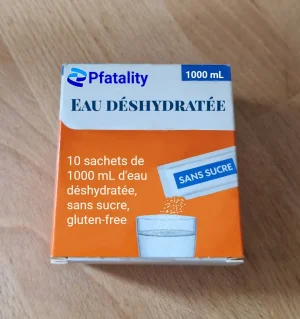 Pfatality
1000 mL
EAU DÉSHYDRATÉE
10 sachets de
1000 mL d'eau
déshydratée,
sans sucre,
gluten-free
SANS SUCRE